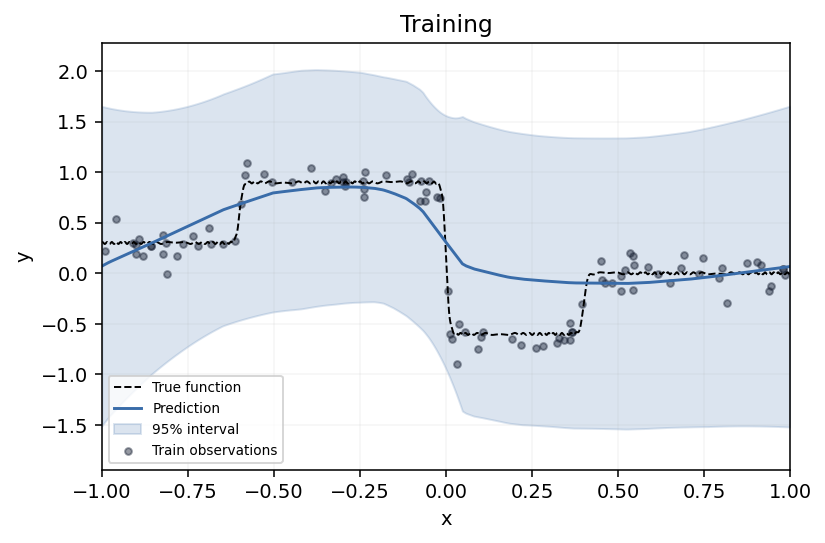 Training
2.0
1.5
1.0
0.5
0.0
−0.5
−1.0
−1.5
y
True function
Prediction
95% interval
Train observations
−1.00 −0.75 −0.50 −0.25 0.00 0.25 0.50 0.75 1.00
x